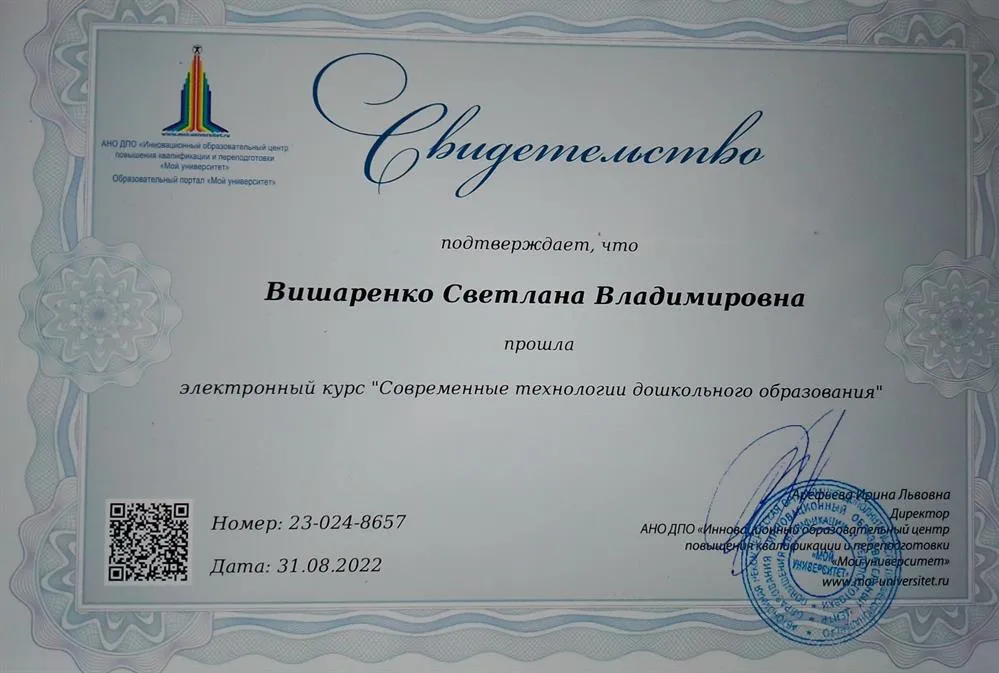 Свидетельство
www.moi-universitet.ru
АНО ДПО «Инновационный образовательный центр
повышения квалификации и переподготовки
«Мой университет»
Образовательный портал «Мой университет»
подтверждает, что
Вишаренко Светлана Владимировна
прошла
электронный курс "Современные технологии дошкольного образования"
Номер: 23-024-8657
Дата: 31.08.2022
Арефьева Ирина Львовна
Директор
АНО ДПО «Инновационный образовательный центр
повышения квалификации и переподготовки
«Мой университет»
www.moi-universitet.ru
«МОЙ
УНИВЕРСИТЕТ»